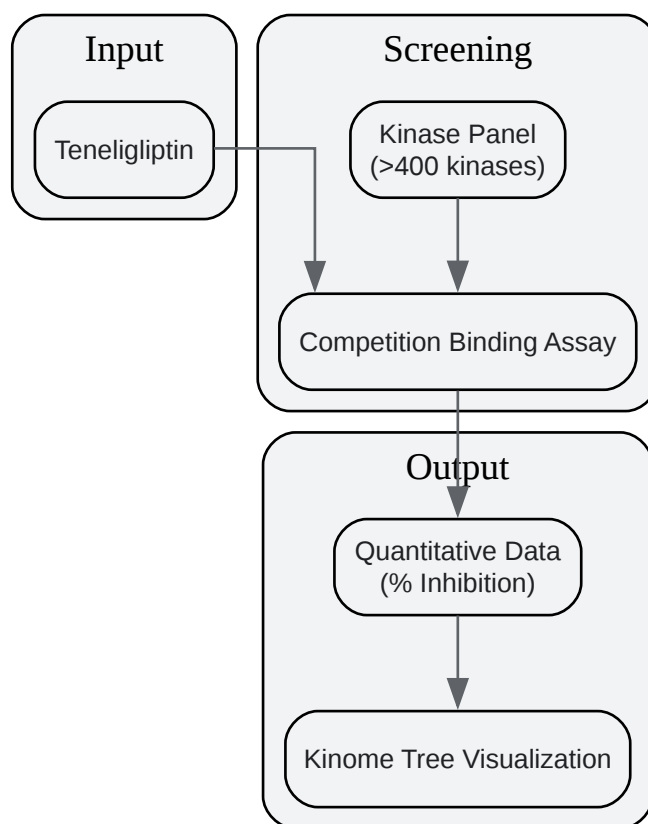 Input
Teneligliptin
Screening
Kinase Panel
(>400 kinases)
Competition Binding Assay
Output
Quantitative Data
(% Inhibition)
Kinome Tree Visualization